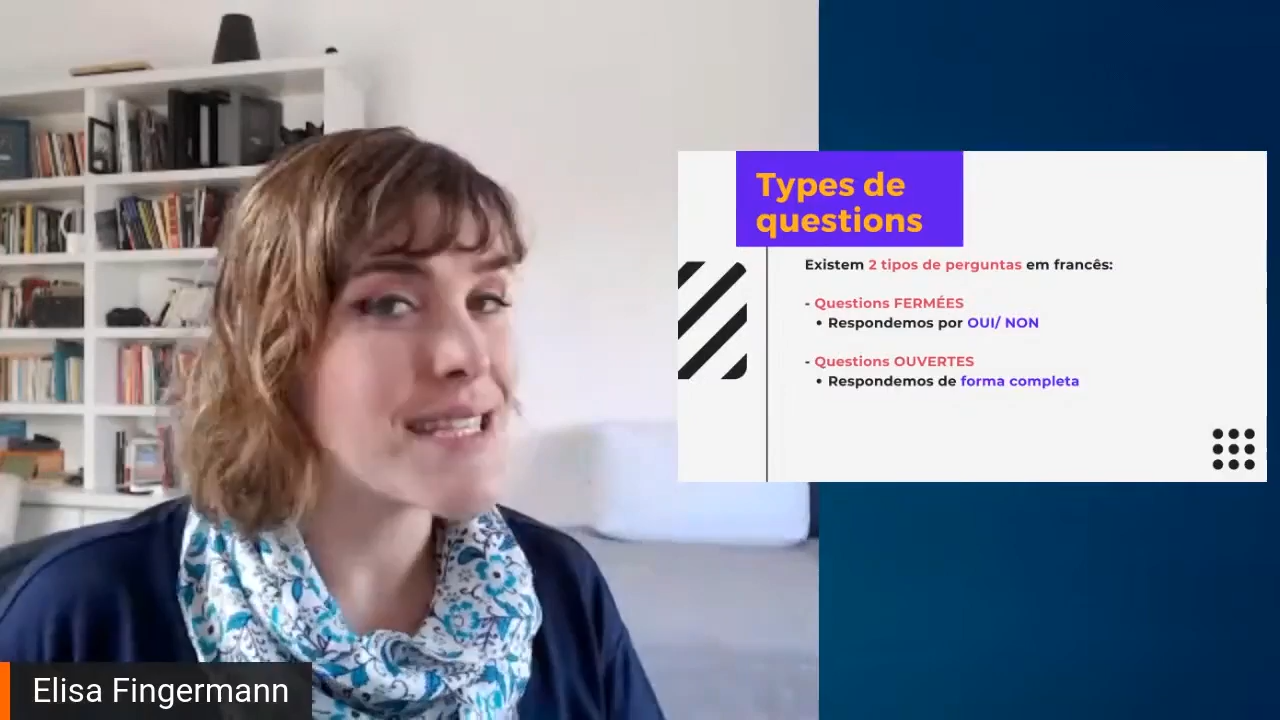 Types de
questions
Existem 2 tipos de perguntas em francês:
- Questions FERMÉES
• Respondemos por OUI/ NON
- Questions OUVERTES
• Respondemos de forma completa
Elisa Fingermann